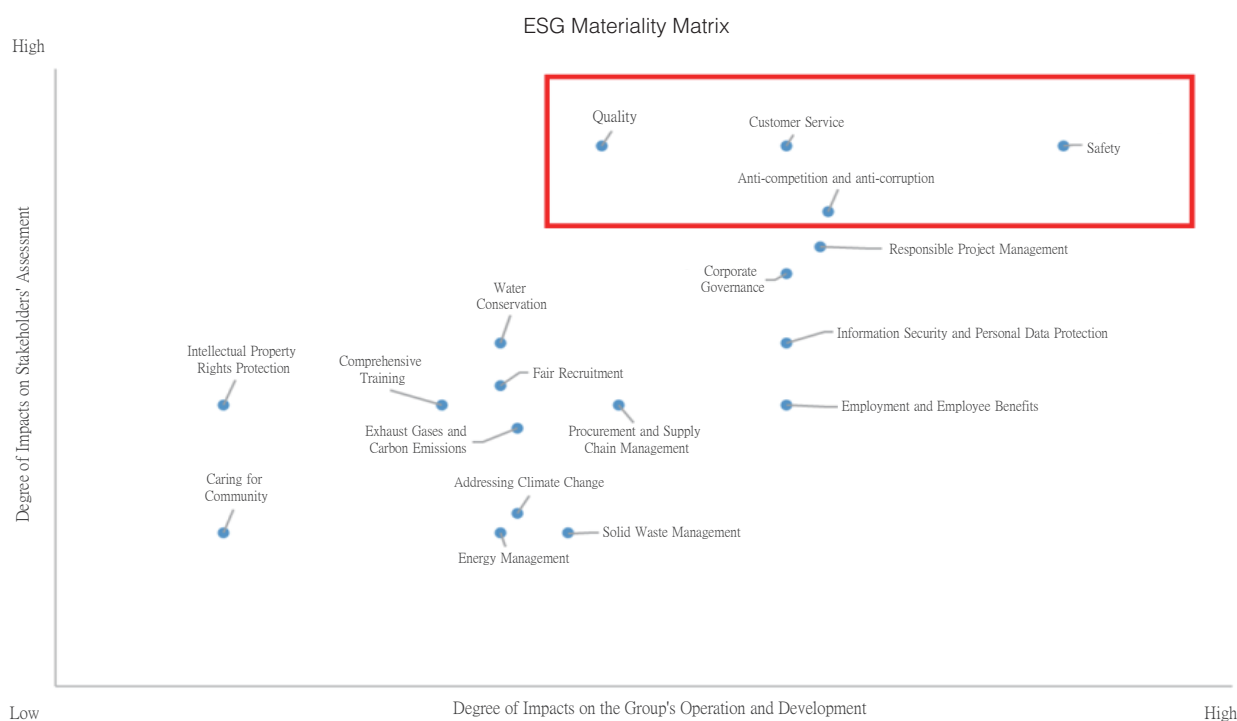 ESG Materiality Matrix
High
Quality
Customer Service
Safety
Anti-competition and anti-corruption
Responsible Project Management
Corporate
Governance
Water
Conservation
Information Security and Personal Data Protection
Intellectual Property
Rights Protection
Comprehensive
Training
Fair Recruitment
Employment and Employee Benefits
Exhaust Gases and
Carbon Emissions
Procurement and Supply
Chain Management
Caring for
Community
Addressing Climate Change
Solid Waste Management
Energy Management
Degree of Impacts on Stakeholders' Assessment
Low
Degree of Impacts on the Group's Operation and Development
High